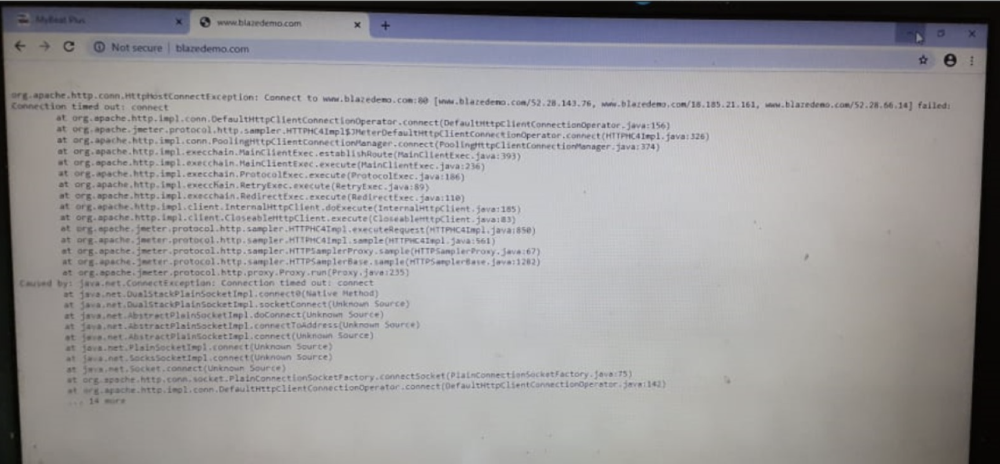 MyBeat Plus
www.blazedemo.com
Not secure | blazedemo.com
org.apache.http.conn.HttpHostConnectException: Connect to www.blazedemo.com:80 [www.blazedemo.com/52.28.143.76, www.blazedemo.com/18.185.21.161, www.blazedemo.com/52.28.66.14] failed:
Connection timed out: connect
at org.apache.http.impl.conn.DefaultHttpClientConnectionOperator.connect(DefaultHttpClientConnectionOperator.java:156)
at org.apache.jmeter.protocol.http.sampler.HTTPHC4Impl$JMeterDefaultHttpClientConnectionOperator.connect(HTTPHC4Impl.java:326)
at org.apache.http.impl.conn.PoolingHttpClientConnectionManager.connect(PoolingHttpClientConnectionManager.java:374)
at org.apache.http.impl.execchain.MainClientExec.establishRoute(MainClientExec.java:393)
at org.apache.http.impl.execchain.MainClientExec.execute(MainClientExec.java:236)
at org.apache.http.impl.execchain.ProtocolExec.execute(ProtocolExec.java:186)
at org.apache.http.impl.execchain.RetryExec.execute(RetryExec.java:89)
at org.apache.http.impl.execchain.RedirectExec.execute(RedirectExec.java:110)
at org.apache.http.impl.client.InternalHttpClient.doExecute(InternalHttpClient.java:185)
at org.apache.http.impl.client.CloseableHttpClient.execute(CloseableHttpClient.java:83)
at org.apache.jmeter.protocol.http.sampler.HTTPHC4Impl.executeRequest(HTTPHC4Impl.java:850)
at org.apache.jmeter.protocol.http.sampler.HTTPHC4Impl.sample(HTTPHC4Impl.java:561)
at org.apache.jmeter.protocol.http.sampler.HTTPSamplerProxy.sample(HTTPSamplerProxy.java:67)
at org.apache.jmeter.protocol.http.sampler.HTTPSamplerBase.sample(HTTPSamplerBase.java:1282)
at org.apache.jmeter.protocol.http.proxy.Proxy.run(Proxy.java:235)
Caused by: java.net.ConnectException: Connection timed out: connect
at java.net.DualStackPlainSocketImpl.connect0(Native Method)
at java.net.DualStackPlainSocketImpl.socketConnect(Unknown Source)
at java.net.AbstractPlainSocketImpl.doConnect(Unknown Source)
at java.net.AbstractPlainSocketImpl.connectToAddress(Unknown Source)
at java.net.AbstractPlainSocketImpl.connect(Unknown Source)
at java.net.PlainSocketImpl.connect(Unknown Source)
at java.net.SocksSocketImpl.connect(Unknown Source)
at java.net.Socket.connect(Unknown Source)
at org.apache.http.conn.socket.PlainConnectionSocketFactory.connectSocket(PlainConnectionSocketFactory.java:75)
at org.apache.http.impl.conn.DefaultHttpClientConnectionOperator.connect(DefaultHttpClientConnectionOperator.java:142)
... 14 more